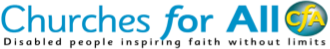 Churches for All cfA
Disabled people inspiring faith without limits